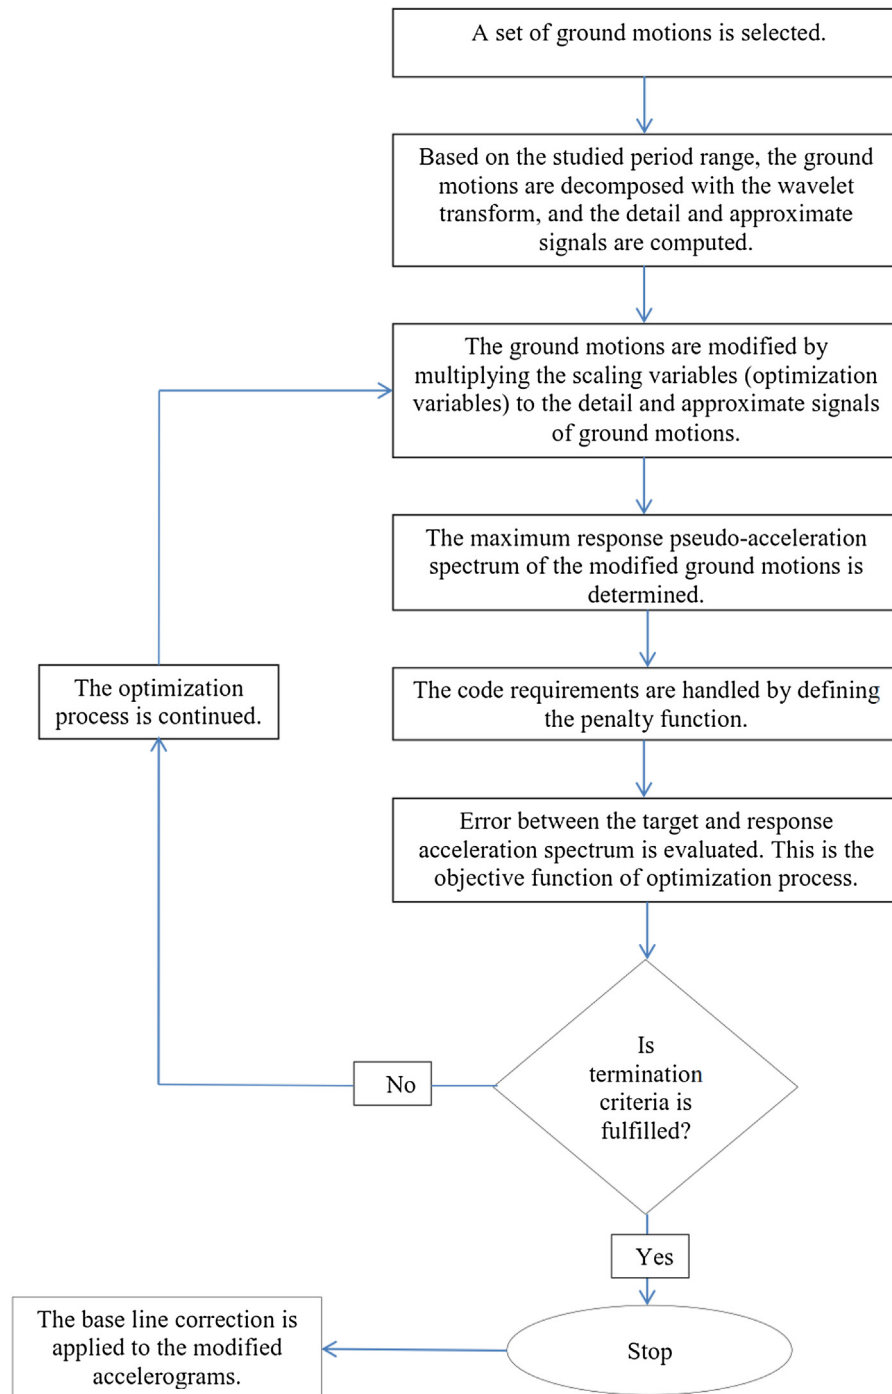 A set of ground motions is selected.
Based on the studied period range, the ground
motions are decomposed with the wavelet
transform, and the detail and approximate
signals are computed.
The ground motions are modified by
multiplying the scaling variables (optimization
variables) to the detail and approximate signals
of ground motions.
The maximum response pseudo-acceleration
spectrum of the modified ground motions is
determined.
The optimization
process is continued.
The code requirements are handled by defining
the penalty function.
Error between the target and response
acceleration spectrum is evaluated. This is the
objective function of optimization process.
Is
termination
criteria is
fulfilled?
No
Yes
Stop
The base line correction is
applied to the modified
accelerograms.